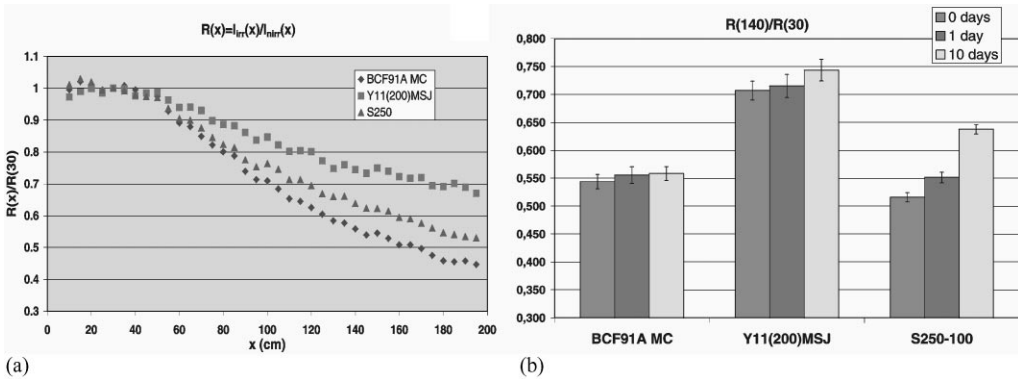 R(x)=Iirr(x)/Inirr(x)
1.1
1
0.9
0.8
0.7
0.6
0.5
0.4
0.3
R(x)/R(30)
BCF91A MC
Y11(200)MSJ
S250
0 20 40 60 80 100 120 140 160 180 200
x (cm)
(a)
R(140)/R(30)
0 days
1 day
10 days
0,800
0,750
0,700
0,650
0,600
0,550
0,500
0,450
0,400
0,350
0,300
BCF91A MC Y11(200)MSJ S250-100
(b)